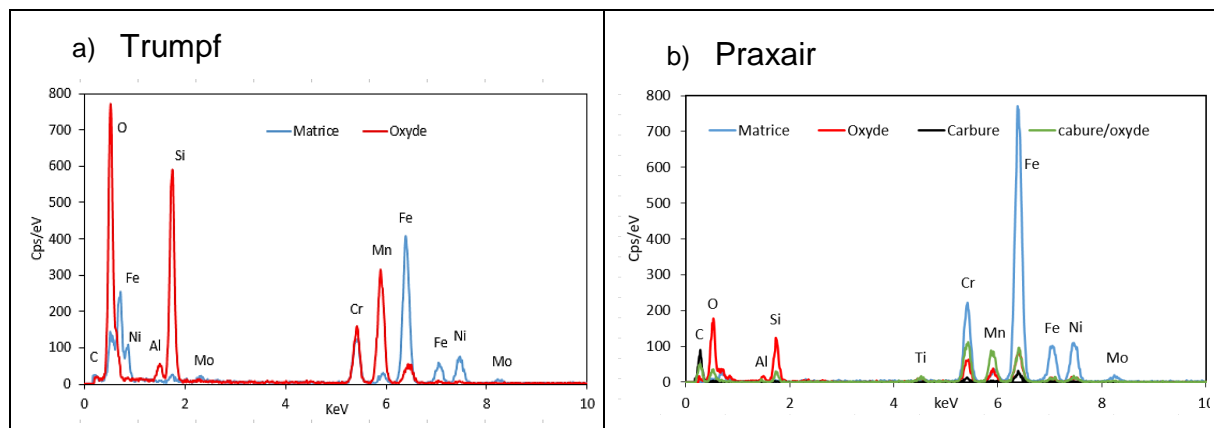 a) Trumpf
800
700
600
500
400
300
200
100
0
Cps/eV
Matrice
Oxyde
O
Si
Fe
Ni
C
Al
Mo
Cr
Mn
Fe
Fe
Ni
Mo
0
2
4
6
8
10
KeV
b) Praxair
800
700
600
500
400
300
200
100
0
Cps/eV
Matrice
Oxyde
Carbure
cabure/oxyde
C
O
Al
Si
Ti
Cr
Mn
Fe
Fe
Ni
Mo
0
2
4
6
8
10
keV